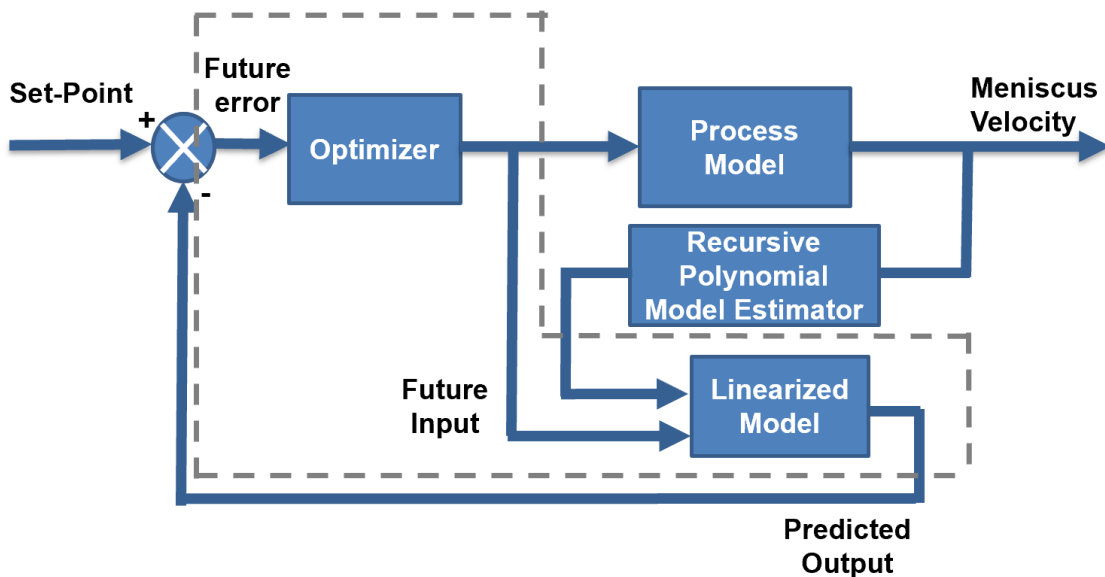 Set-Point
+
-
Future
error
Optimizer
Process
Model
Meniscus
Velocity
Recursive
Polynomial
Model Estimator
Future
Input
Linearized
Model
Predicted
Output